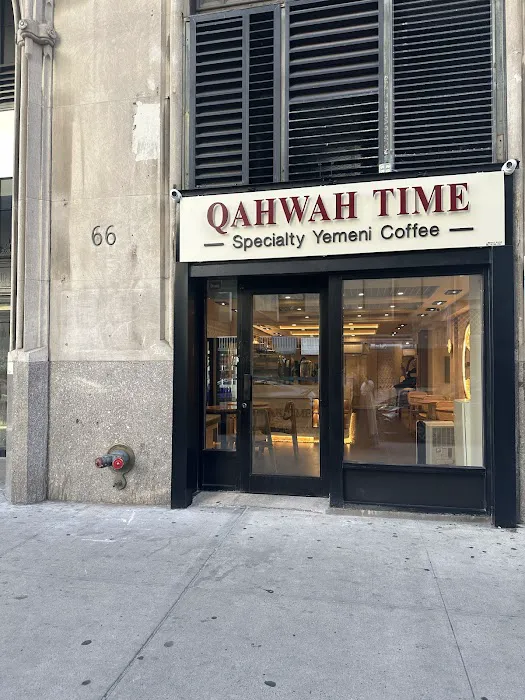 QAHWAH TIME
— Specialty Yemeni Coffee —
66